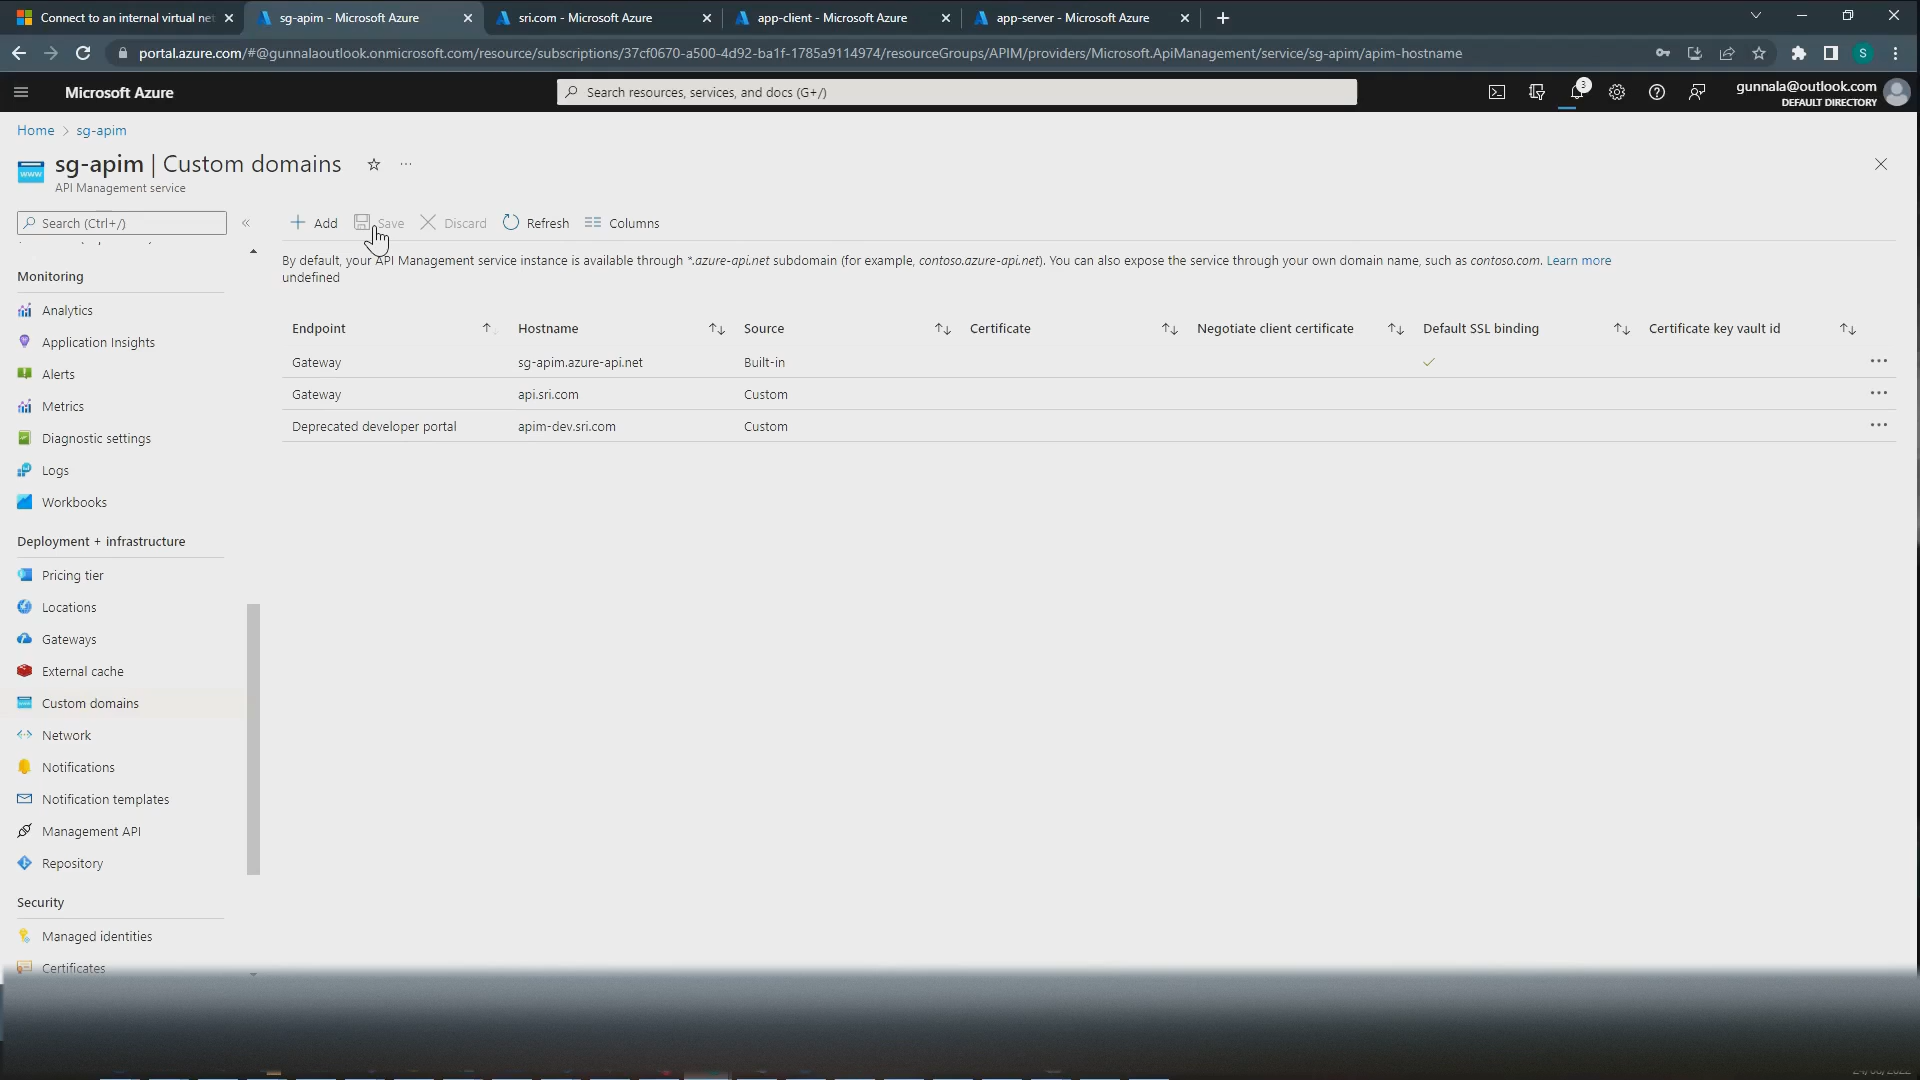 Connect to an internal virtual net
sg-apim - Microsoft Azure
sri.com - Microsoft Azure
app-client - Microsoft Azure
app-server - Microsoft Azure
portal.azure.com/#@gunnalaoutlook.onmicrosoft.com/resource/subscriptions/37cf0670-a500-4d92-ba1f-1785a9114974/resourceGroups/APIM/providers/Microsoft.ApiManagement/service/sg-apim/apim-hostname
S
Microsoft Azure
Search resources, services, and docs (G+/)
3
gunnala@outlook.com
DEFAULT DIRECTORY
Home > sg-apim
sg-apim | Custom domains
API Management service
Search (Ctrl+/)
Add
Save
Discard
Refresh
Columns
By default, your API Management service instance is available through *.azure-api.net subdomain (for example, contoso.azure-api.net). You can also expose the service through your own domain name, such as contoso.com. Learn more
undefined
Endpoint Hostname Source Certificate Negotiate client certificate Default SSL binding Certificate key vault id
Gateway sg-apim.azure-api.net Built-in
Gateway api.sri.com Custom
Deprecated developer portal apim-dev.sri.com Custom
Monitoring
Analytics
Application Insights
Alerts
Metrics
Diagnostic settings
Logs
Workbooks
Deployment + infrastructure
Pricing tier
Locations
Gateways
External cache
Custom domains
Network
Notifications
Notification templates
Management API
Repository
Security
Managed identities
Certificates